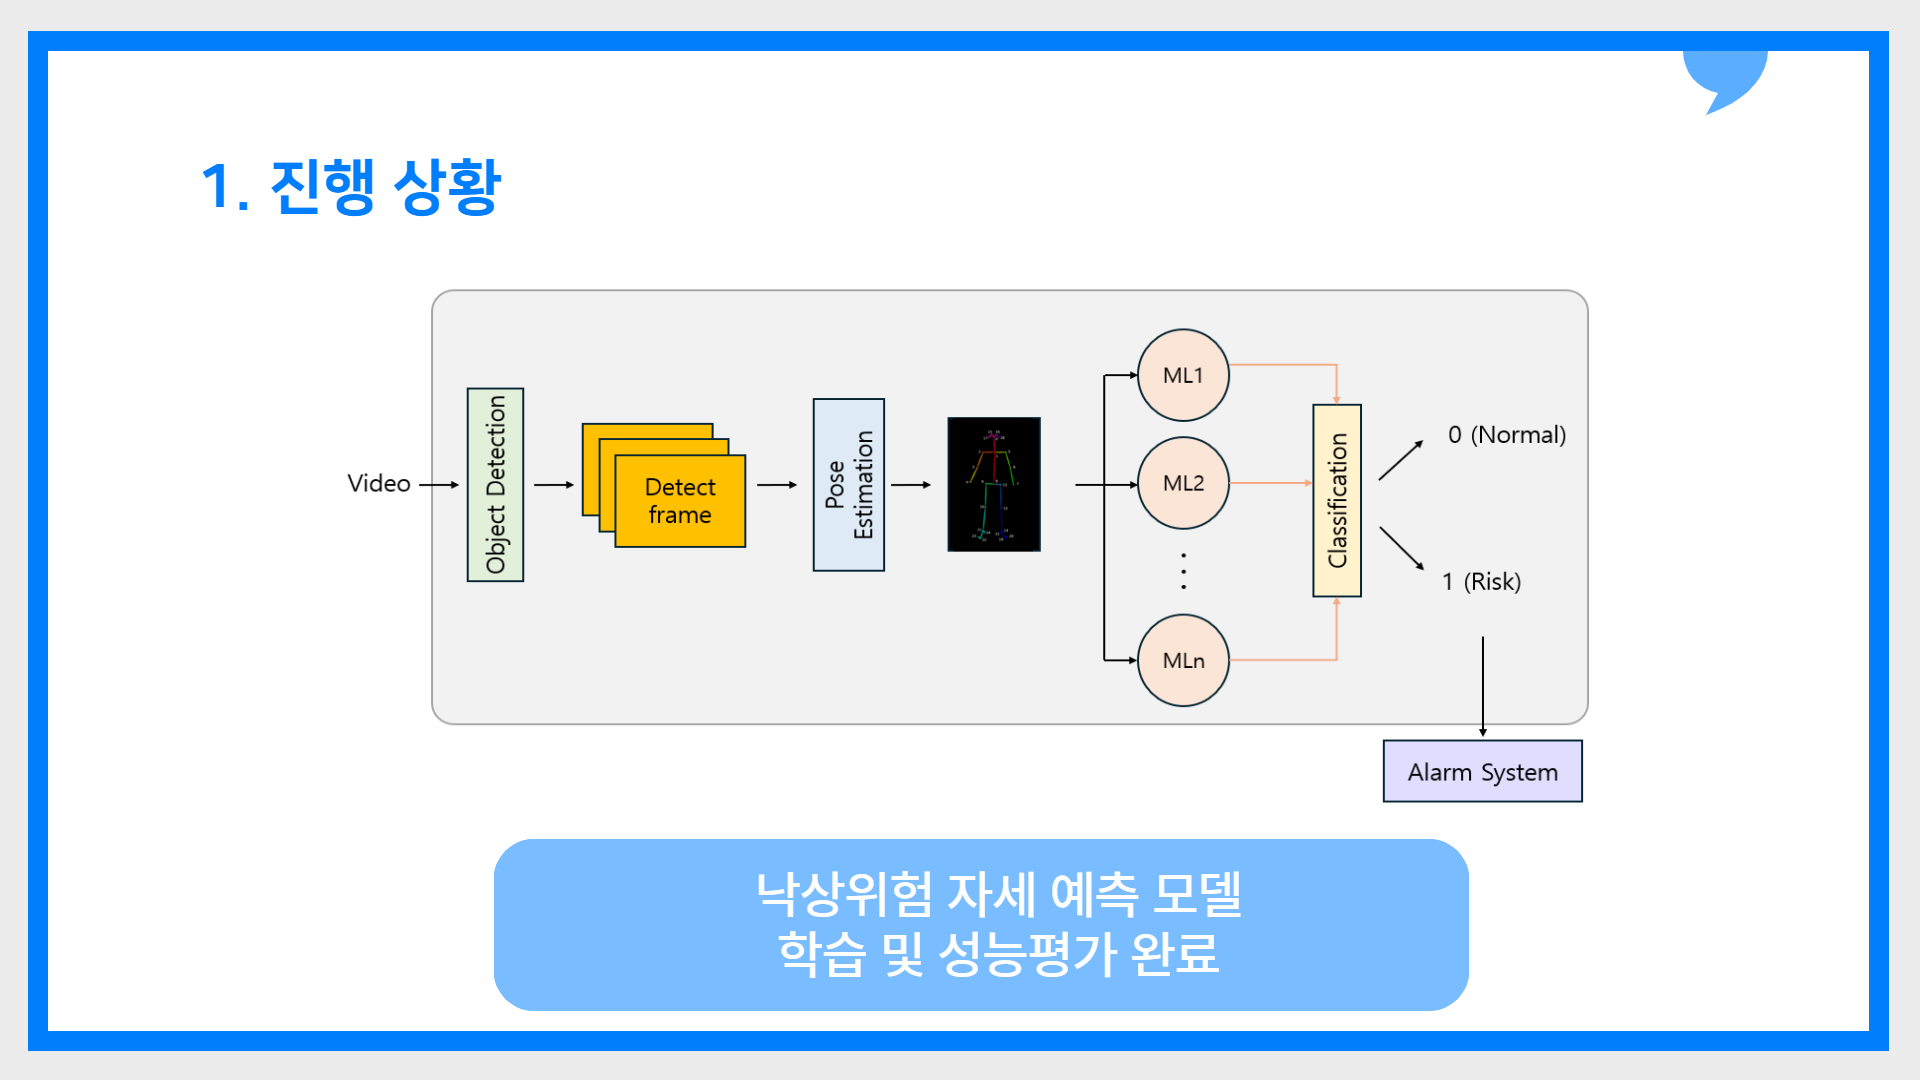 1. 진행 상황
Video
Object Detection
Detect
frame
Pose
Estimation
ML1
ML2
MLn
Classification
0 (Normal)
1 (Risk)
Alarm System
낙상위험 자세 예측 모델
학습 및 성능평가 완료